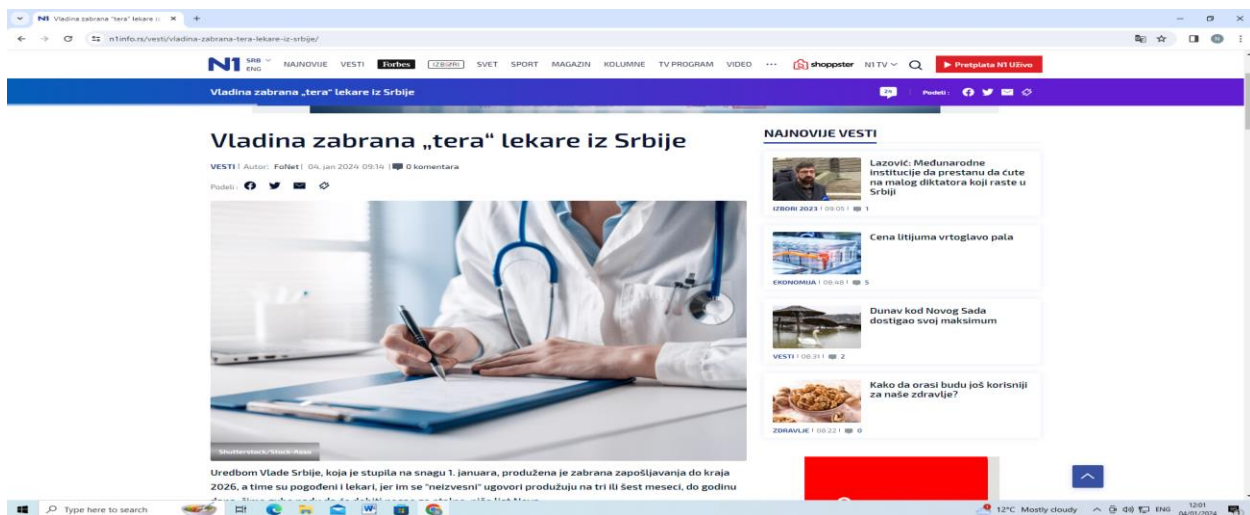 Vladina zabrana "tera" lekare iz
n1info.rs/vesti/vladina-zabrana-tera-lekare-iz-srbije/
N1 SRB ENG NAJNOVIJE VESTI Forbes IZBORI SVET SPORT MAGAZIN KOLUMNE TV PROGRAM VIDEO ••• shoppster N1 TV Pretplata N1 Uživo
Vladina zabrana „tera“ lekare iz Srbije 24 Podeli:
Vladina zabrana „tera“ lekare iz Srbije
VESTI | Autor: FoNet | 04. jan 2024 09:14 | 0 komentara
Podeli:
Shutterstock/Stock-Asso
Uredbom Vlade Srbije, koja je stupila na snagu 1. januara, produžena je zabrana zapošljavanja do kraja
2026, a time su pogođeni i lekari, jer im se "neizvesni" ugovori produžuju na tri ili šest meseci, do godinu
NAJNOVIJE VESTI
Lazović: Međunarodne
institucije da prestanu da ćute
na malog diktatora koji raste u
Srbiji
IZBORI 2023 | 09:05 | 1
Cena litijuma vrtoglavo pala
EKONOMIJA | 08:48 | 5
Dunav kod Novog Sada
dostigao svoj maksimum
VESTI | 08:31 | 2
Kako da orasi budu još korisniji
za naše zdravlje?
ZDRAVLJE | 08:22 | 0
Type here to search
12°C Mostly cloudy ENG 12:01
04/01/2024